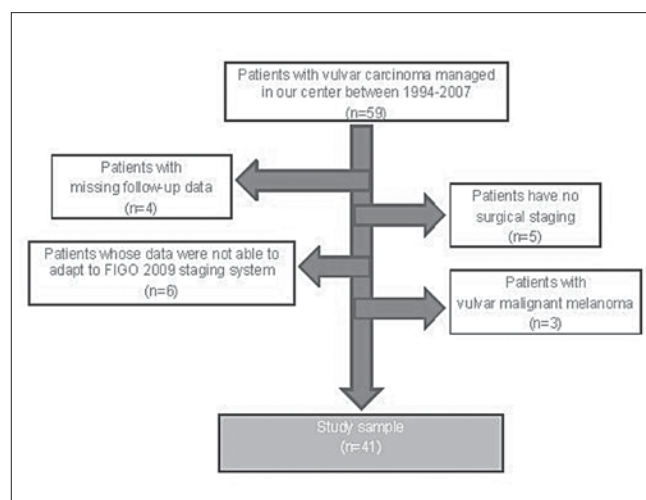 Patients with vulvar carcinoma managed
in our center between 1994-2007
(n=59)
Patients with
missing follow-up data
(n=4)
Patients have no
surgical staging
(n=5)
Patients whose data were not able to
adapt to FIGO 2009 staging system
(n=6)
Patients with
vulvar malignant melanoma
(n=3)
Study sample
(n=41)